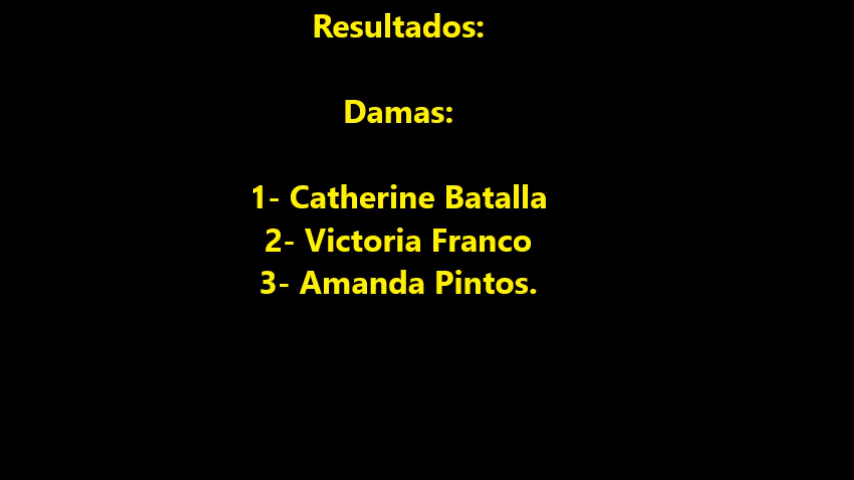 Resultados:
Damas:
1- Catherine Batalla
2- Victoria Franco
3- Amanda Pintos.